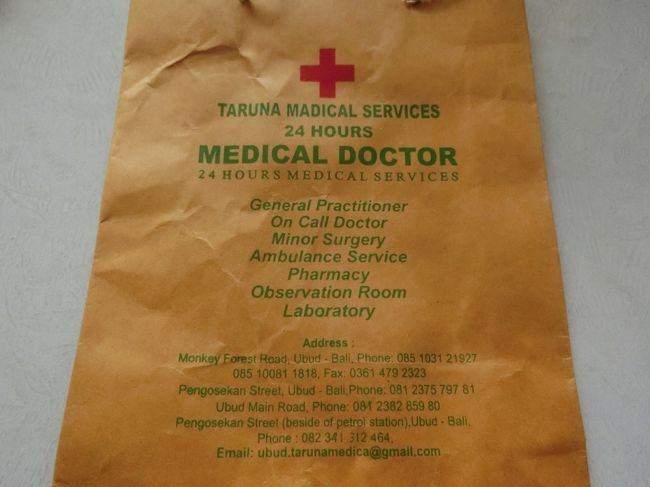 TARUNA MADICAL SERVICES
24 HOURS
MEDICAL DOCTOR
24 HOURS MEDICAL SERVICES
General Practitioner
On Call Doctor
Minor Surgery
Ambulance Service
Pharmacy
Observation Room
Laboratory
Address :
Monkey Forest Road, Ubud - Bali, Phone: 085 1031 21927
085 10081 1818, Fax: 0361 479 2323
Pengosekan Street, Ubud - Bali,Phone: 081 2375 797 81
Ubud Main Road, Phone: 081 2382 859 80
Pengosekan Street (beside of petrol station),Ubud - Bali.
Phone : 082 341 312 464,
Email: ubud.tarunamedica@gmail.com